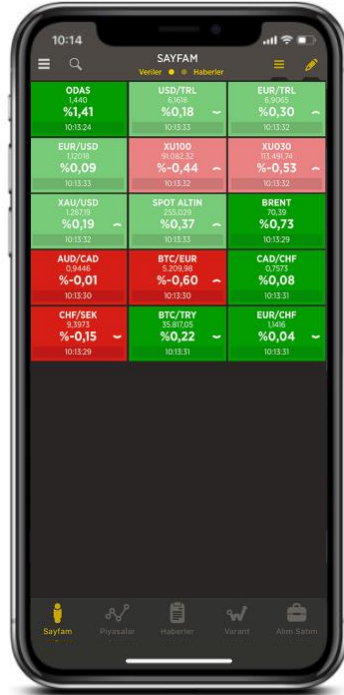 10:14
SAYFAM
Veriler Haberler
ODAS USD/TRL EUR/TRL
1,440 6,1618 6,9065
%1,41 %0,18 %0,30
10:13:24 10:13:33 10:13:32
EUR/USD XU100 XU030
1,12018 91.082,32 113.491,74
%0,09 %-0,44 %-0,53
10:13:33 10:13:32 10:13:32
XAU/USD SPOT ALTIN BRENT
1.287,19 255,029 70,39
%0,19 %0,37 %0,73
10:13:32 10:13:33 10:13:29
AUD/CAD BTC/EUR CAD/CHF
0,9446 5.209,98 0,7573
%-0,01 %-0,60 %0,08
10:13:30 10:13:30 10:13:31
CHF/SEK BTC/TRY EUR/CHF
9,3973 35.817,05 1,1416
%-0,15 %0,22 %0,04
10:13:29 10:13:31 10:13:31
Sayfam Piyasalar Haberler Varant Alım Satım